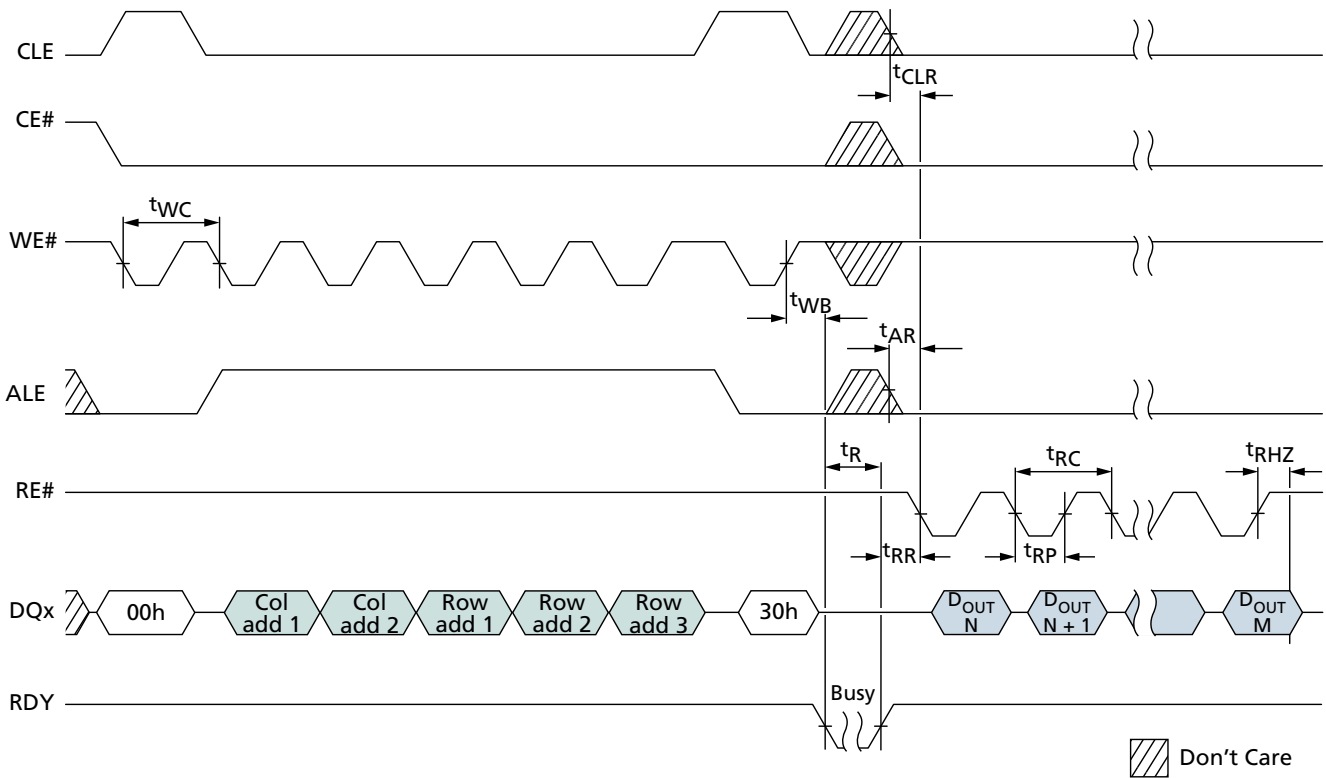 CLE
tCLR
CE#
tWC
WE#
tWB
tAR
ALE
tR
tRC
tRHZ
RE#
tRR
tRP
DQx
00h
Col
add 1
Col
add 2
Row
add 1
Row
add 2
Row
add 3
30h
DOUT
N
DOUT
N + 1
DOUT
M
RDY
Busy
Don't Care